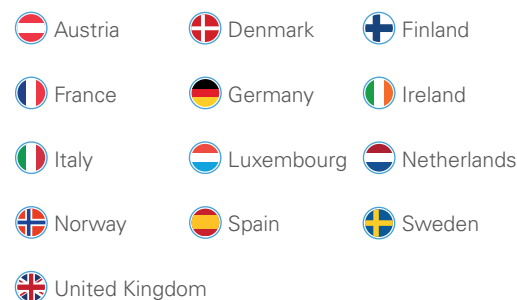 Austria Denmark Finland
France Germany Ireland
Italy Luxembourg Netherlands
Norway Spain Sweden
United Kingdom